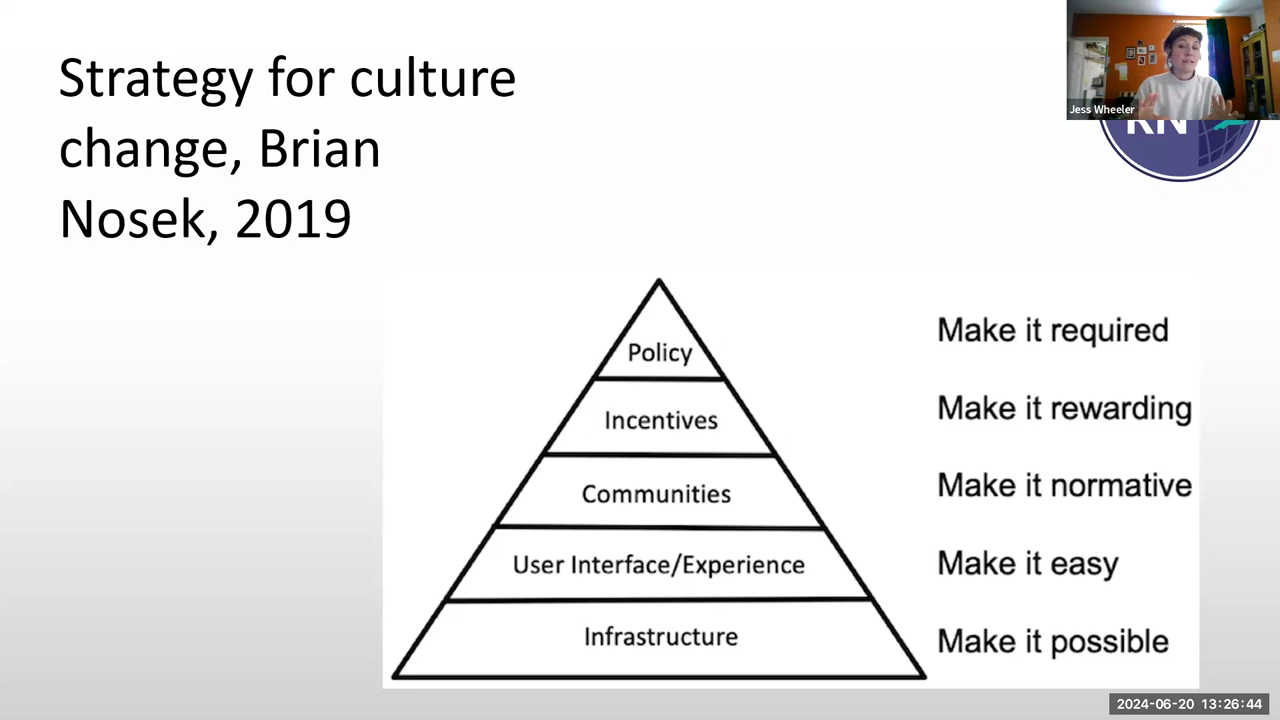 Strategy for culture
change, Brian
Nosek, 2019
Jess Wheeler
RN
Policy
Make it required
Incentives
Make it rewarding
Communities
Make it normative
User Interface/Experience
Make it easy
Infrastructure
Make it possible
2024-06-20 13:26:44